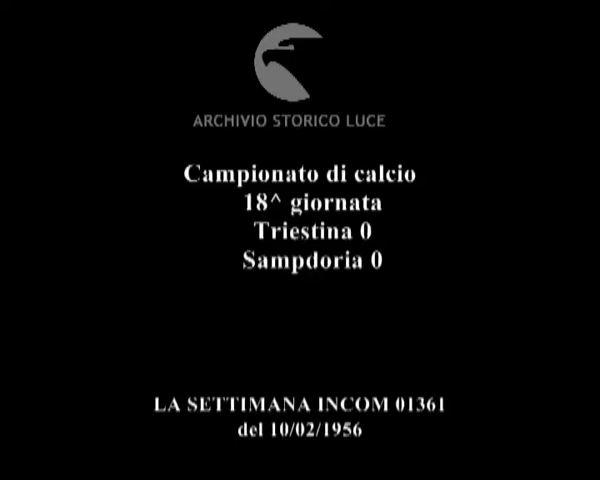 ARCHIVIO STORICO LUCE
Campionato di calcio
18^ giornata
Triestina 0
Sampdoria 0
LA SETTIMANA INCOM 01361
del 10/02/1956